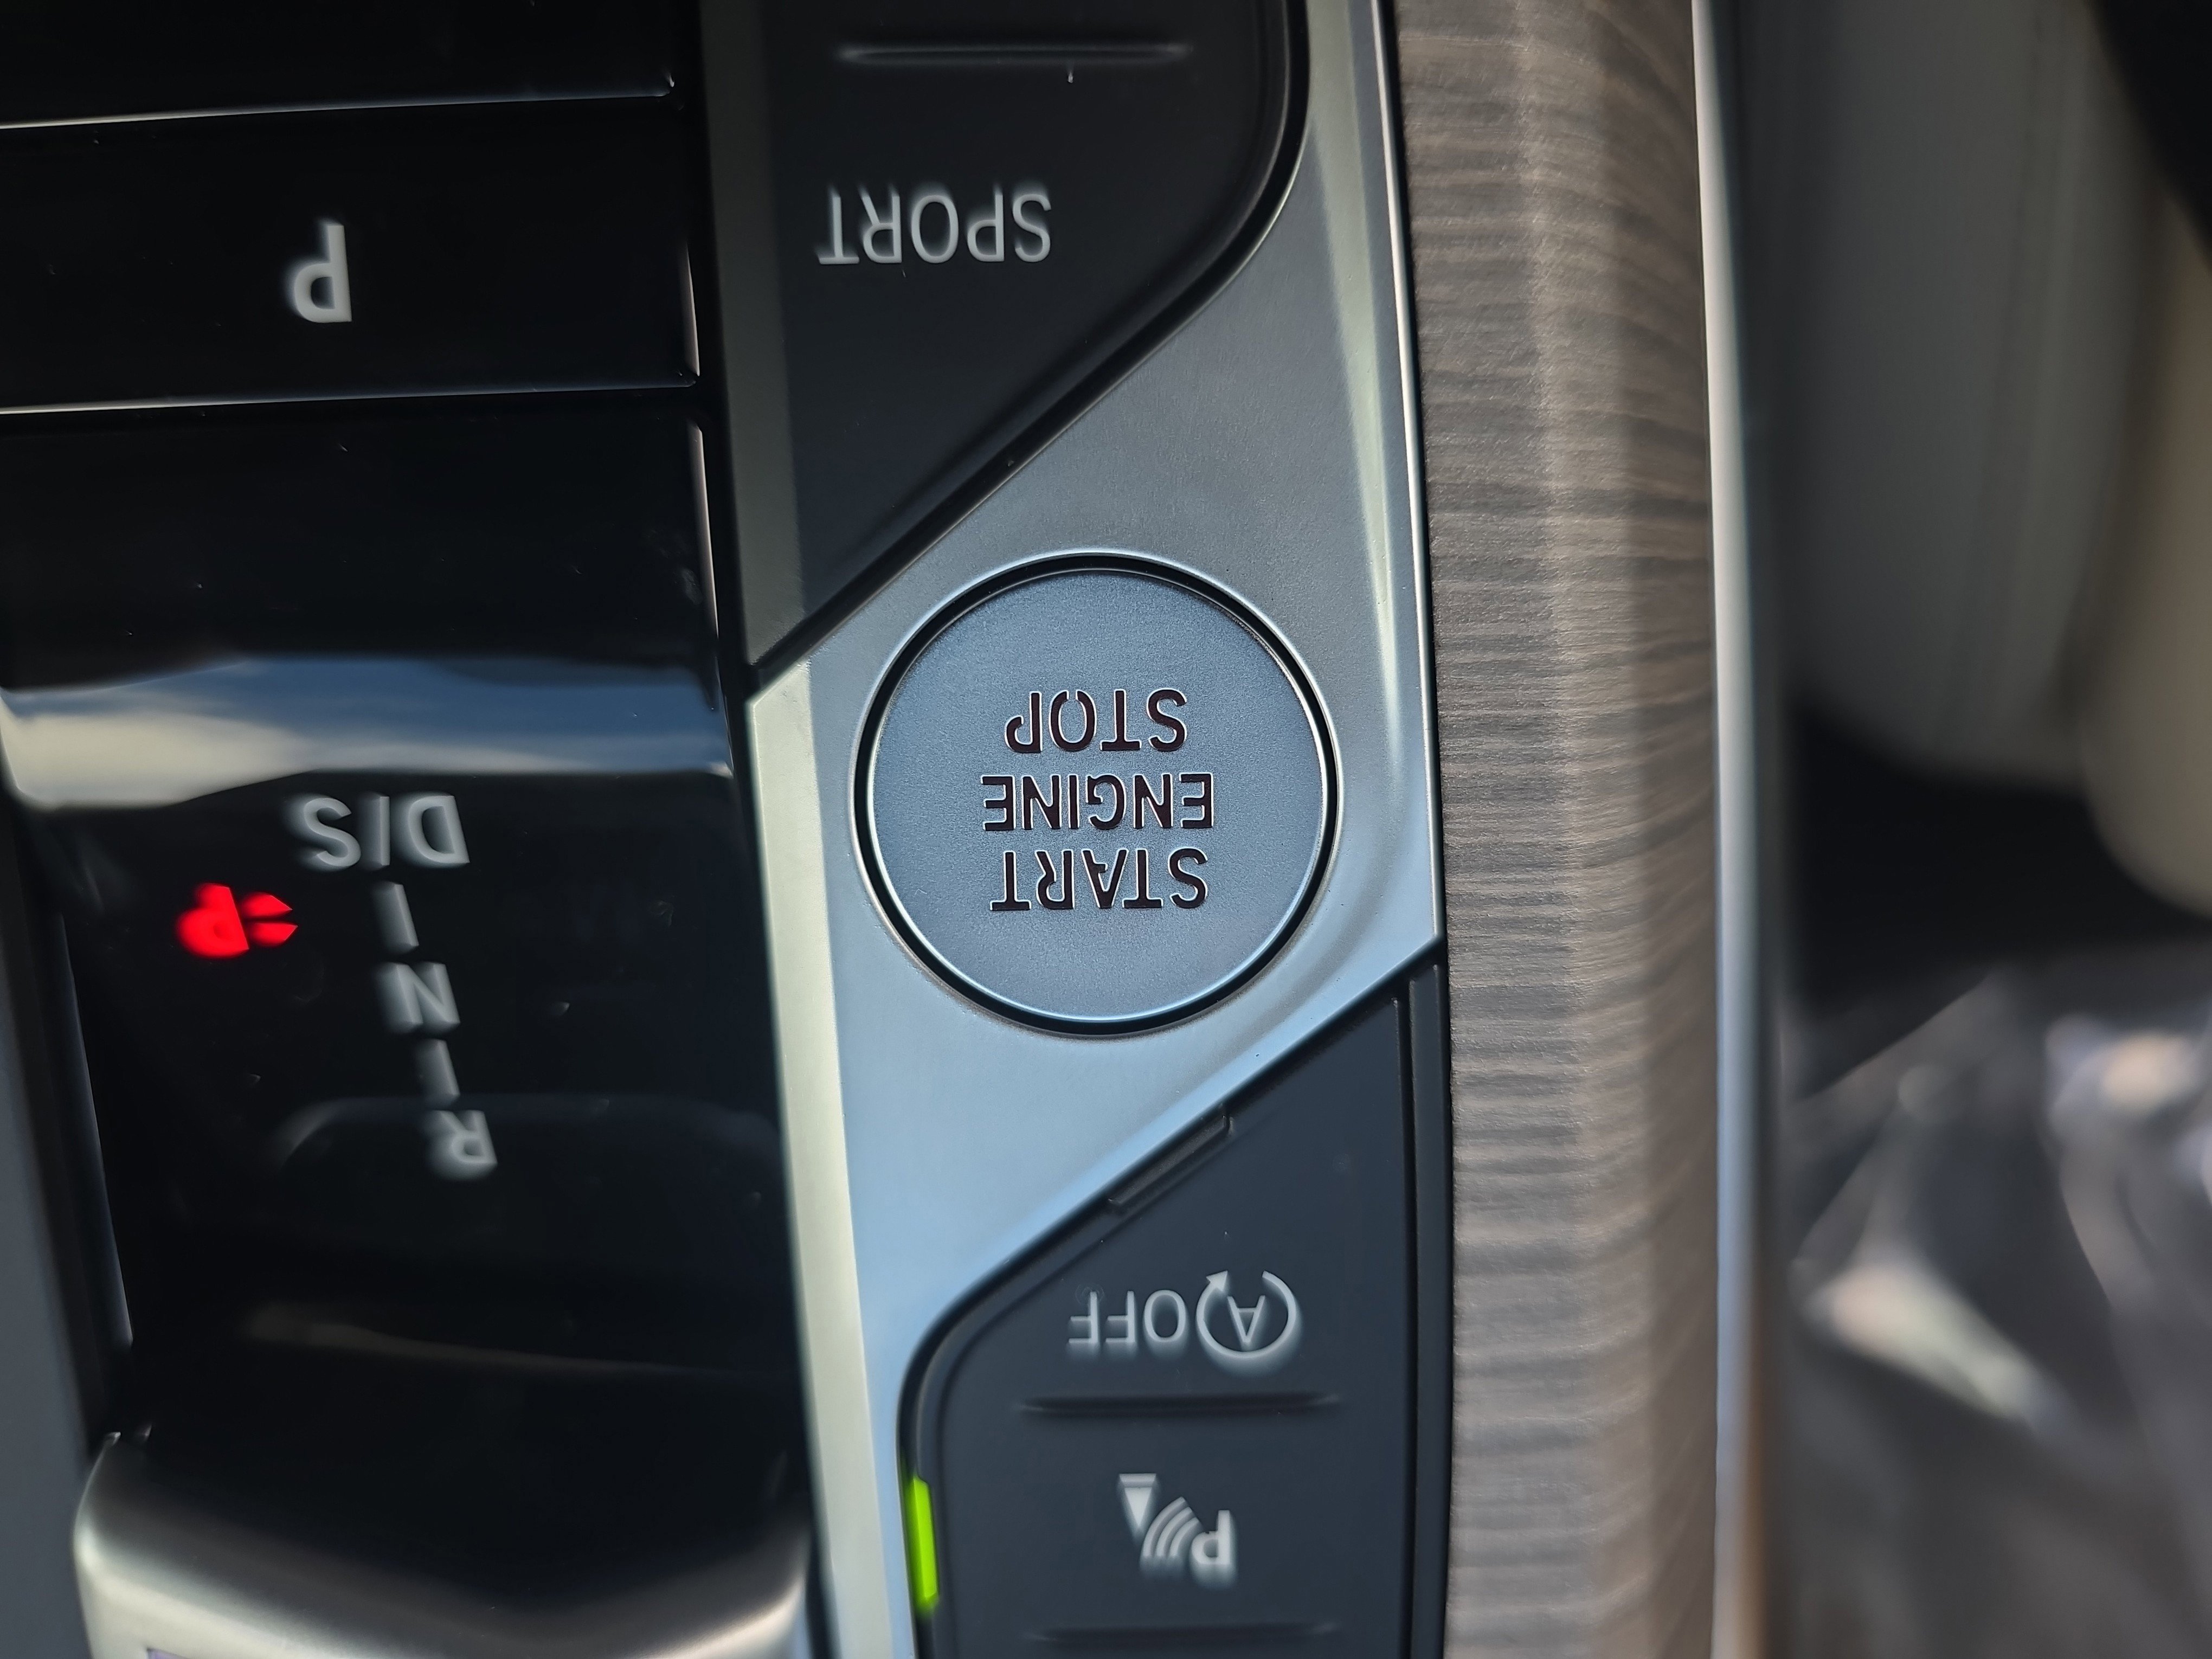 P
A OFF
START
ENGINE
STOP
SPORT
R
N
D/S
P
P